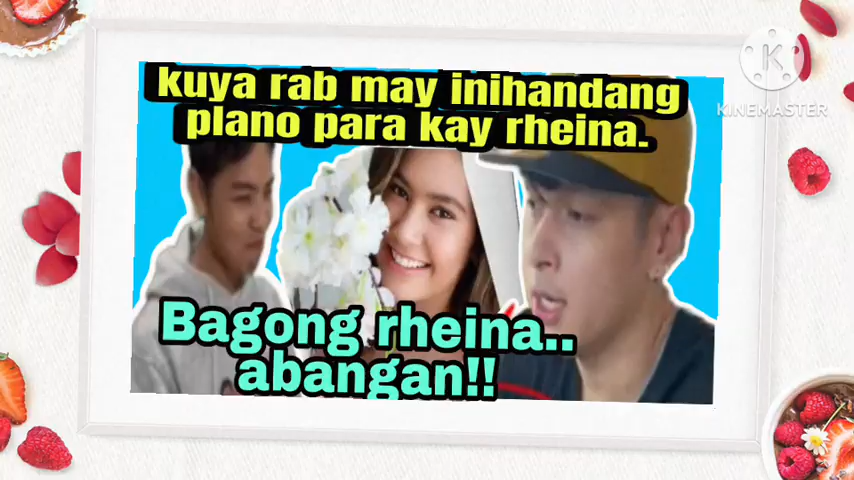 kuya rab may inihandang
plano para kay rheina.
K
KINEMASTER
Bagong rheina..
abangan!!